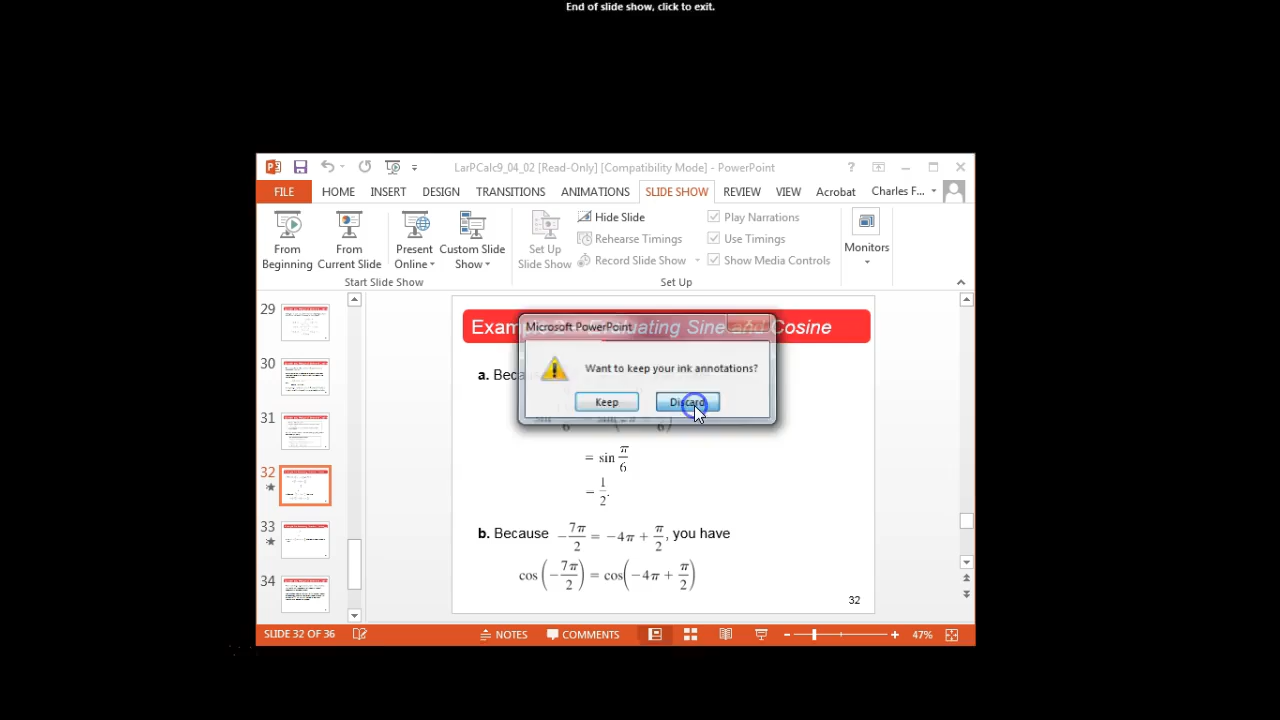 End of slide show, click to exit.
LarPCalc9_04_02 [Read-Only] [Compatibility Mode] - PowerPoint
FILE HOME INSERT DESIGN TRANSITIONS ANIMATIONS SLIDE SHOW REVIEW VIEW Acrobat Charles F...
From Beginning
From Current Slide
Present Online
Custom Slide Show
Start Slide Show
Set Up Slide Show
Hide Slide
Rehearse Timings
Record Slide Show
Play Narrations
Use Timings
Show Media Controls
Set Up
Monitors
29
30
31
32
33
34
Sine and Cosine
a. Beca
Microsoft PowerPoint
Want to keep your ink annotations?
Keep Discard
= sin π/6
= 1/2.
b. Because -7π/2 = -4π + π/2, you have
cos(-7π/2) = cos(-4π + π/2)
32
SLIDE 32 OF 36 NOTES COMMENTS 47%